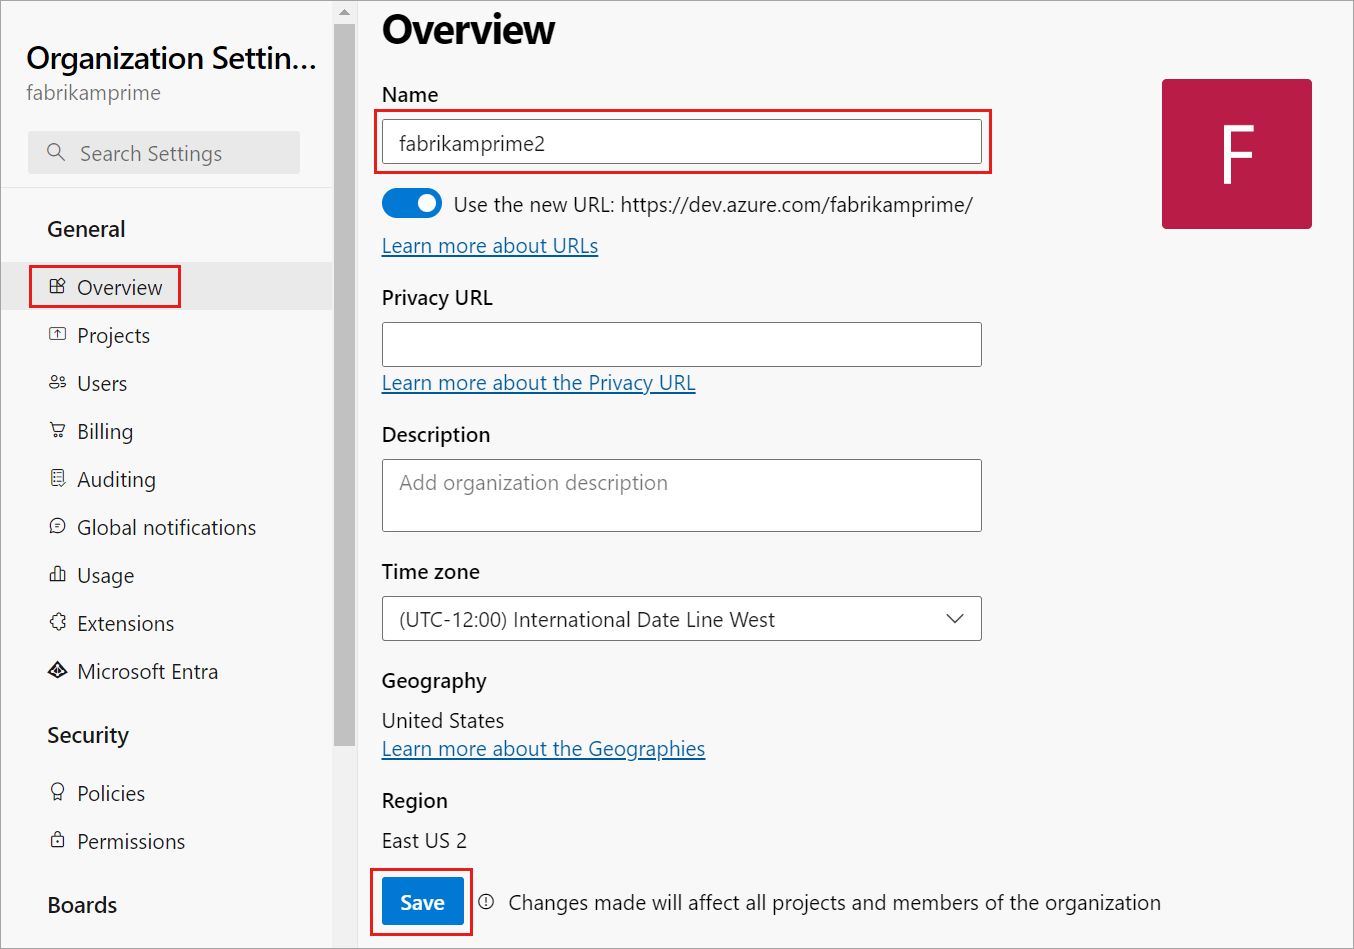 Organization Settin...
fabrikamprime
Search Settings
General
Overview
Projects
Users
Billing
Auditing
Global notifications
Usage
Extensions
Microsoft Entra
Security
Policies
Permissions
Boards
Overview
Name
fabrikamprime2
Use the new URL: https://dev.azure.com/fabrikamprime/
Learn more about URLs
Privacy URL
Learn more about the Privacy URL
Description
Add organization description
Time zone
(UTC-12:00) International Date Line West
Geography
United States
Learn more about the Geographies
Region
East US 2
Save
Changes made will affect all projects and members of the organization
F